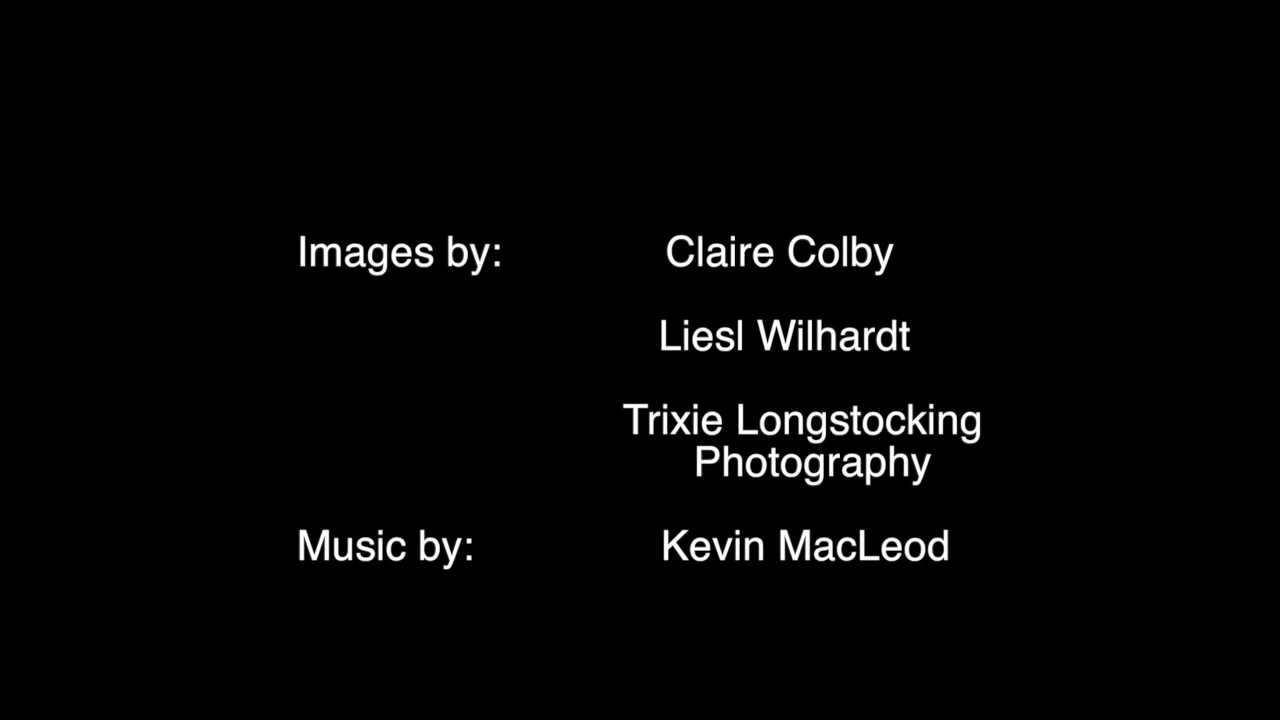 Images by: Claire Colby
Liesl Wilhardt
Trixie Longstocking
Photography
Music by: Kevin MacLeod